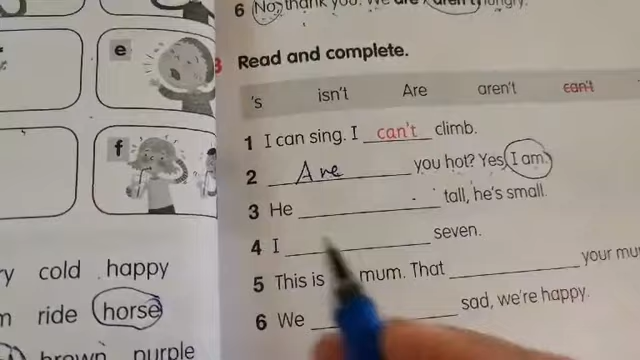 6 No, thank you. We are / aren't hungry.
e
3 Read and complete.
's isn't Are aren't can't
1 I can sing. I can't climb.
2 Are you hot? Yes, I am.
f
3 He tall, he's small.
4 I seven.
5 This is mum. That your
6 We sad, we're happy.
cold happy
ride horse
brown purple